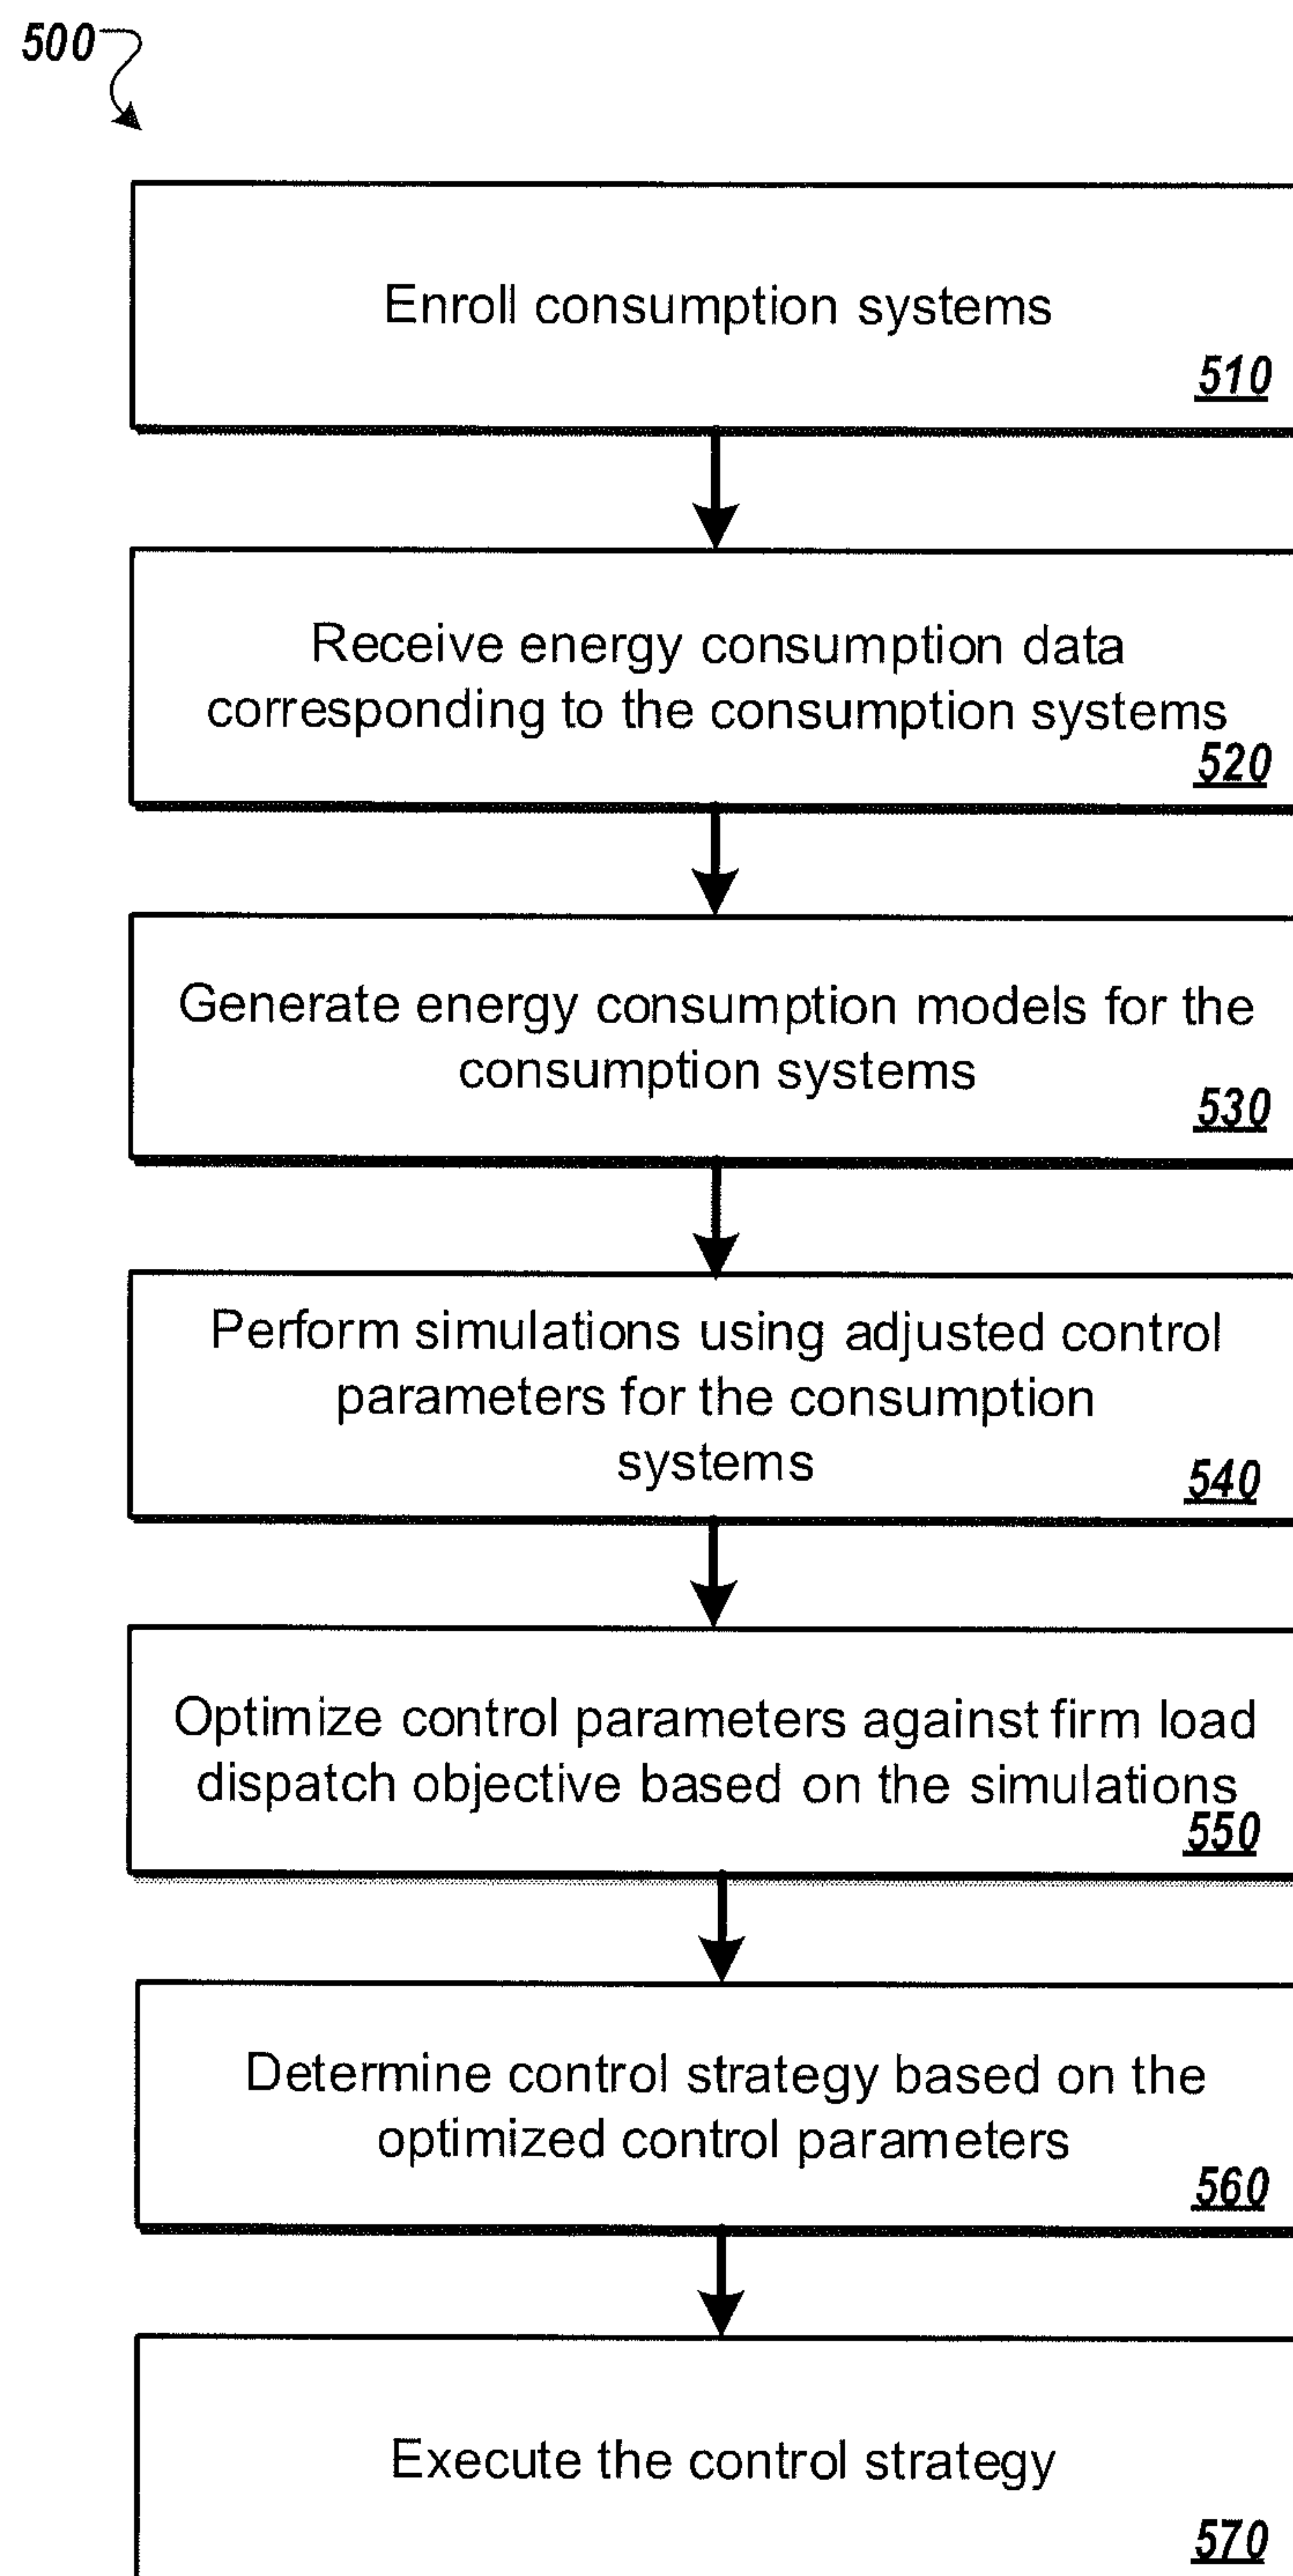 500
Enroll consumption systems
510
Receive energy consumption data
corresponding to the consumption systems
520
Generate energy consumption models for the
consumption systems
530
Perform simulations using adjusted control
parameters for the consumption
systems
540
Optimize control parameters against firm load
dispatch objective based on the simulations
550
Determine control strategy based on the
optimized control parameters
560
Execute the control strategy
570